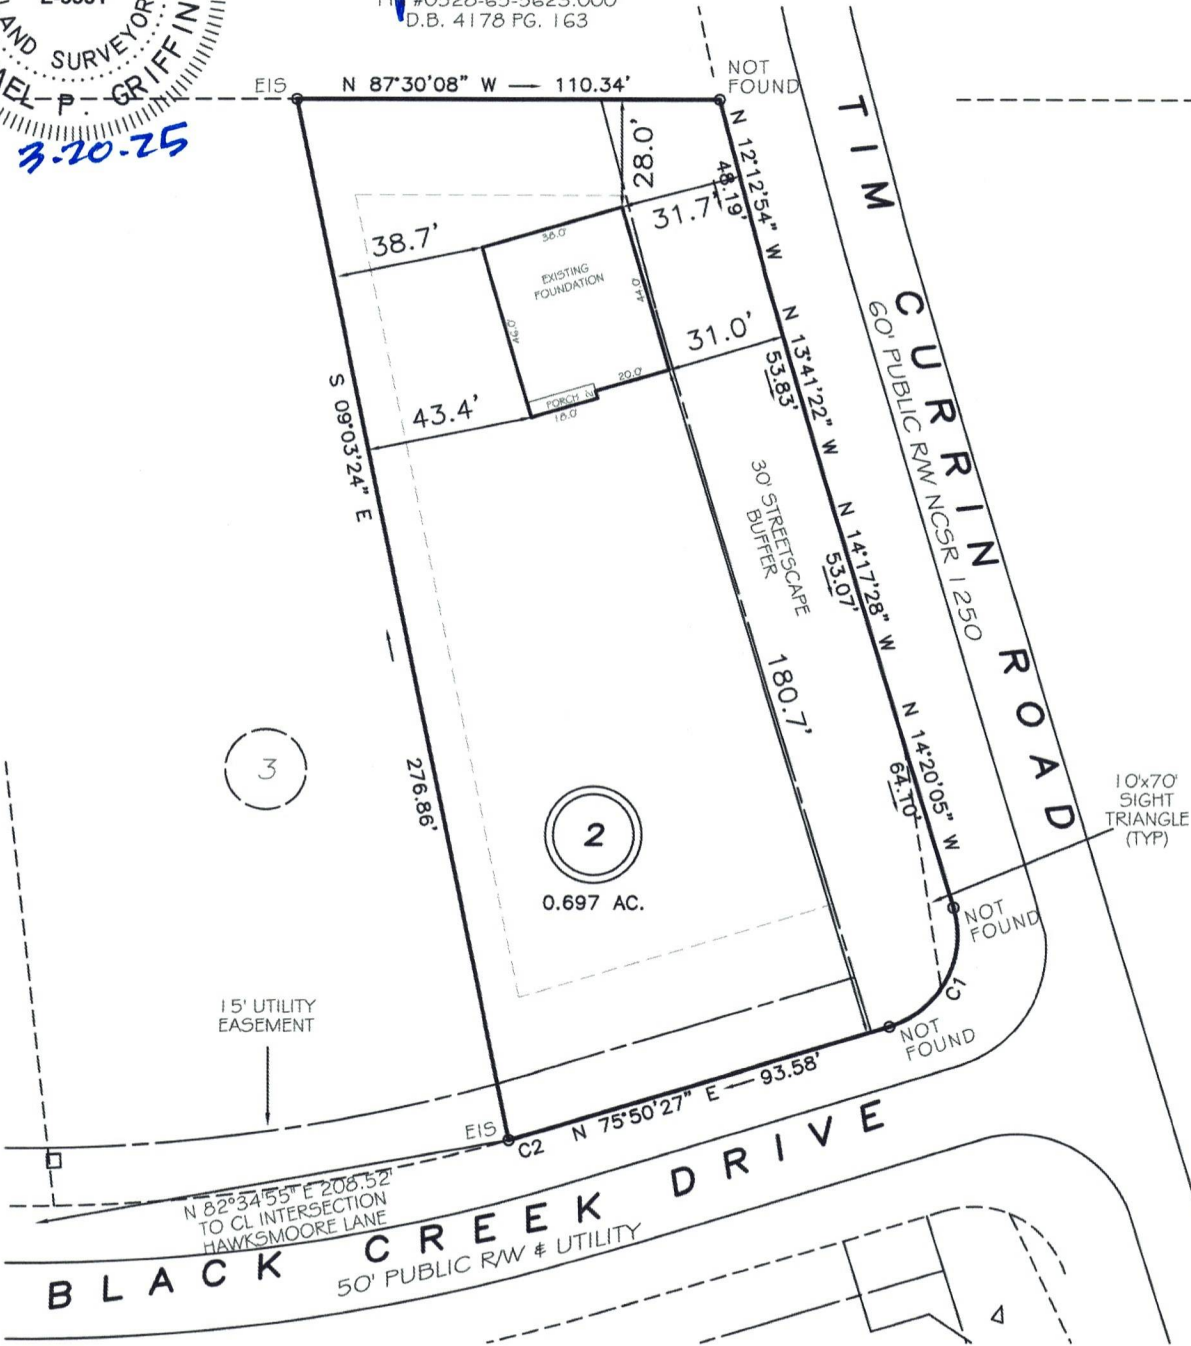 AND SURVEYOR
AEL P. GRIFFIN
3-20-25
D.B. 4178 PG. 163
EIS
N 87°30'08" W — 110.34'
NOT
FOUND
N 12°12'54" W
48.19'
28.0'
31.7'
38.7'
38.0'
EXISTING
FOUNDATION
44.0'
46.0'
31.0'
20.0'
PORCH
18.0'
43.4'
N 13°41'22" W
53.83'
S 09°03'24" E
276.86'
TIM CURRIN ROAD
60' PUBLIC R/W NCSR 1250
30' STREETSCAPE
BUFFER
N 14°17'28" W
53.07'
180.7'
N 14°20'05" W
64.10'
10'x70'
SIGHT
TRIANGLE
(TYP)
3
2
0.697 AC.
NOT
FOUND
C1
NOT
FOUND
15' UTILITY
EASEMENT
EIS
C2
N 75°50'27" E — 93.58'
N 82°34'55" E 208.52'
TO CL INTERSECTION
HAWKSMOORE LANE
BLACK CREEK DRIVE
50' PUBLIC R/W & UTILITY